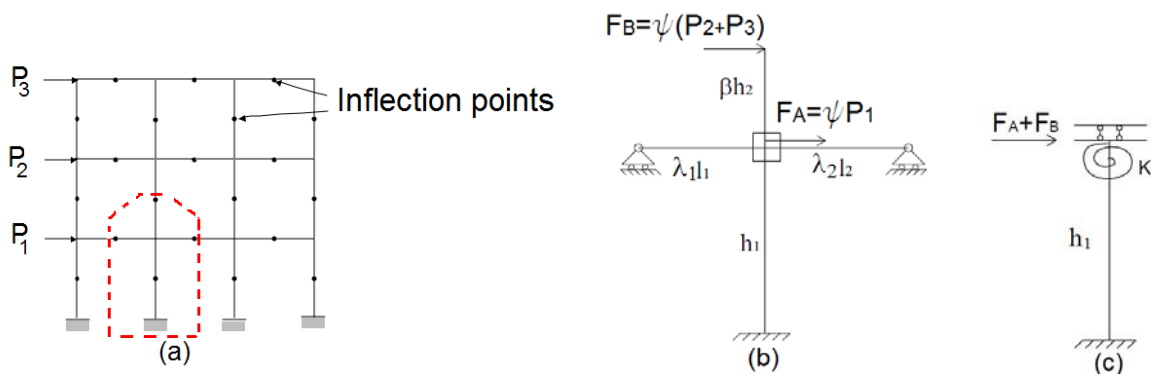 P3
P2
P1
Inflection points
(a)
FB=ψ(P2+P3)
βh2
FA=ψP1
λ1l1
λ2l2
h1
(b)
FA+FB
K
h1
(c)